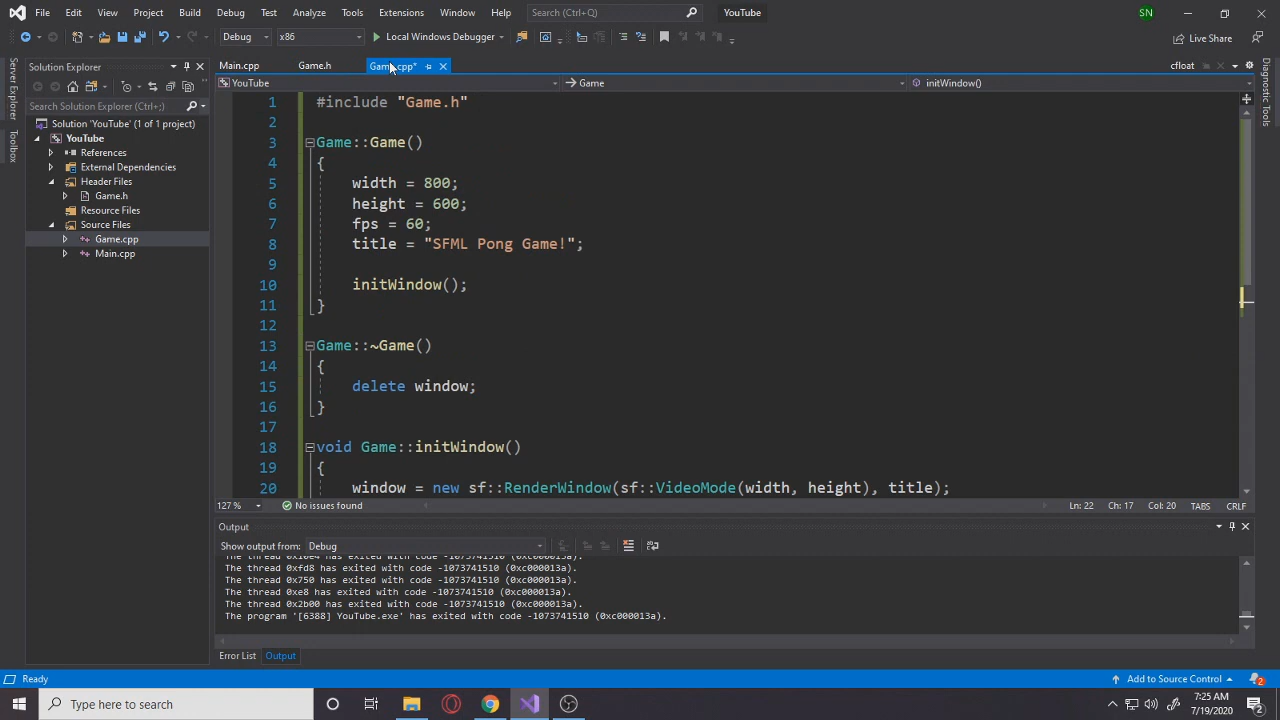 File Edit View Project Build Debug Test Analyze Tools Extensions Window Help Search (Ctrl+Q) YouTube SN
Debug x86 Local Windows Debugger Live Share
Main.cpp Game.h Game.cpp* cfloat
Server Explorer
Toolbox
Solution Explorer
Search Solution Explorer (Ctrl+;)
Solution 'YouTube' (1 of 1 project)
YouTube
References
External Dependencies
Header Files
Game.h
Resource Files
Source Files
Game.cpp
Main.cpp
YouTube Game initWindow()
1 #include "Game.h"
2
3 Game::Game()
4 {
5 width = 800;
6 height = 600;
7 fps = 60;
8 title = "SFML Pong Game!";
9
10 initWindow();
11 }
12
13 Game::~Game()
14 {
15 delete window;
16 }
17
18 void Game::initWindow()
19 {
20 window = new sf::RenderWindow(sf::VideoMode(width, height), title);
Diagnostic Tools
127 % No issues found Ln: 22 Ch: 17 Col: 20 TABS CRLF
Output
Show output from: Debug
The thread 0x10e4 has exited with code -1073741510 (0xc000013a).
The thread 0xfd8 has exited with code -1073741510 (0xc000013a).
The thread 0x750 has exited with code -1073741510 (0xc000013a).
The thread 0xe8 has exited with code -1073741510 (0xc000013a).
The thread 0x2b00 has exited with code -1073741510 (0xc000013a).
The program '[6388] YouTube.exe' has exited with code -1073741510 (0xc000013a).
Error List Output
Ready Add to Source Control 2
Type here to search
7:25 AM
7/19/2020
2